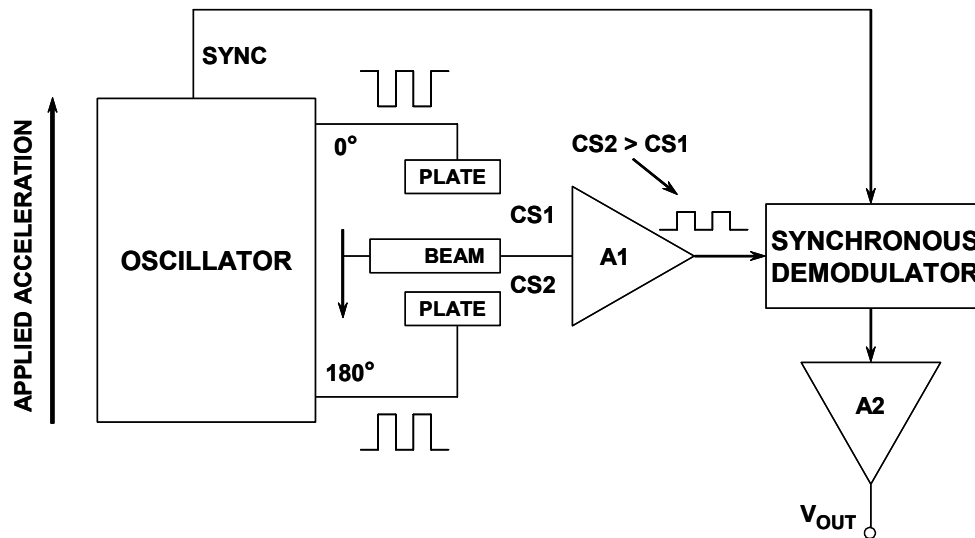 SYNC
APPLIED ACCELERATION
OSCILLATOR
0°
PLATE
CS2 > CS1
CS1
BEAM
A1
CS2
PLATE
180°
SYNCHRONOUS
DEMODULATOR
A2
VOUT